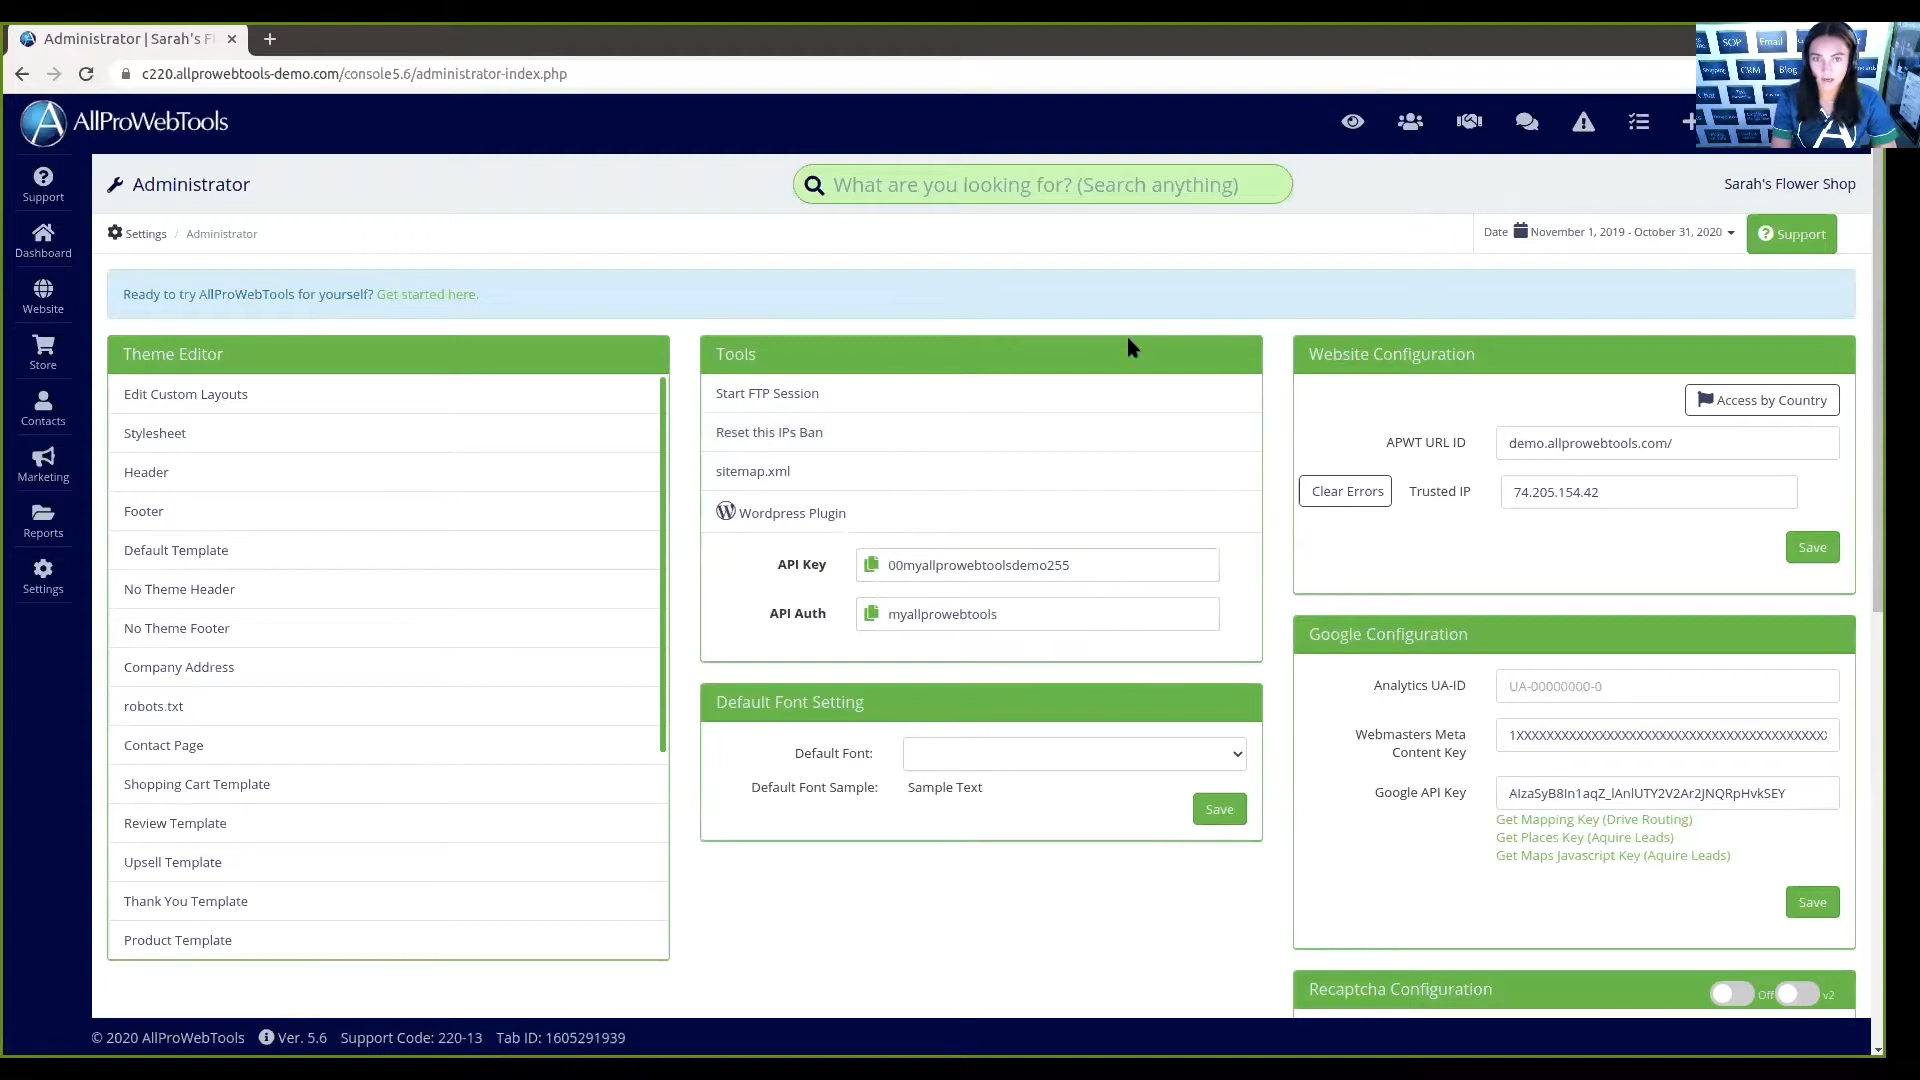 Administrator | Sarah's Fl
c220.allprowebtools-demo.com/console5.6/administrator-index.php
AllProWebTools
SOP
Email
CRM
Blog
Administrator
What are you looking for? (Search anything)
Sarah's Flower Shop
Settings / Administrator
Date November 1, 2019 - October 31, 2020
Support
Ready to try AllProWebTools for yourself? Get started here.
Support
Dashboard
Website
Store
Contacts
Marketing
Reports
Settings
Theme Editor
Edit Custom Layouts
Stylesheet
Header
Footer
Default Template
No Theme Header
No Theme Footer
Company Address
robots.txt
Contact Page
Shopping Cart Template
Review Template
Upsell Template
Thank You Template
Product Template
Tools
Start FTP Session
Reset this IPs Ban
sitemap.xml
Wordpress Plugin
API Key 00myallprowebtoolsdemo255
API Auth myallprowebtools
Default Font Setting
Default Font:
Default Font Sample: Sample Text
Save
Website Configuration
Access by Country
APWT URL ID demo.allprowebtools.com/
Clear Errors Trusted IP 74.205.154.42
Save
Google Configuration
Analytics UA-ID UA-00000000-0
Webmasters Meta
Content Key
Google API Key AIzaSyB8In1aqZ_lAnlUTY2V2Ar2JNQRpHvkSEY
Get Mapping Key (Drive Routing)
Get Places Key (Aquire Leads)
Get Maps Javascript Key (Aquire Leads)
Save
Recaptcha Configuration
Off v2
© 2020 AllProWebTools Ver. 5.6 Support Code: 220-13 Tab ID: 1605291939